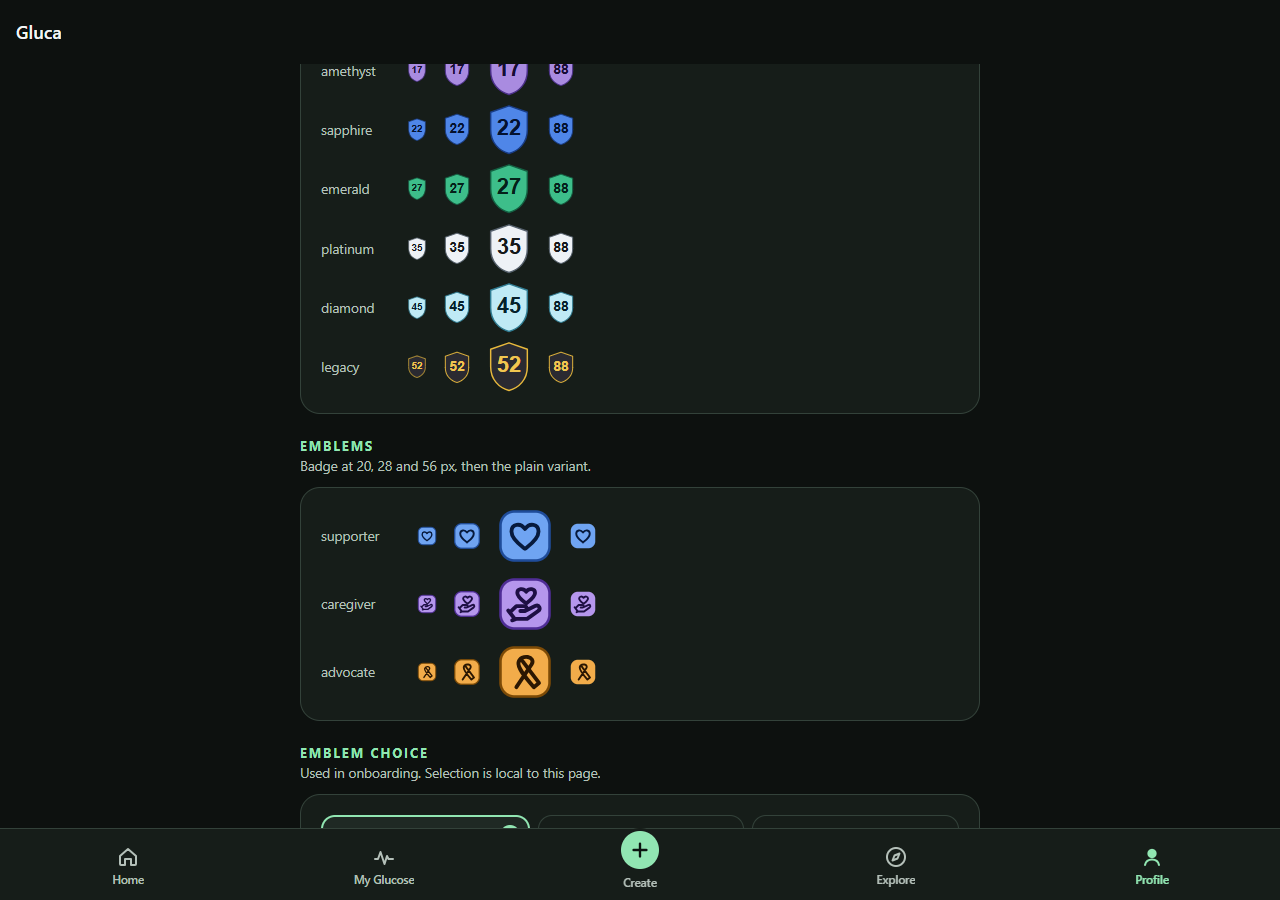 Gluca
amethyst 17 17 17 88
sapphire 22 22 22 88
emerald 27 27 27 88
platinum 35 35 35 88
diamond 45 45 45 88
legacy 52 52 52 88
EMBLEMS
Badge at 20, 28 and 56 px, then the plain variant.
supporter
caregiver
advocate
EMBLEM CHOICE
Used in onboarding. Selection is local to this page.
Home My Glucose Create Explore Profile